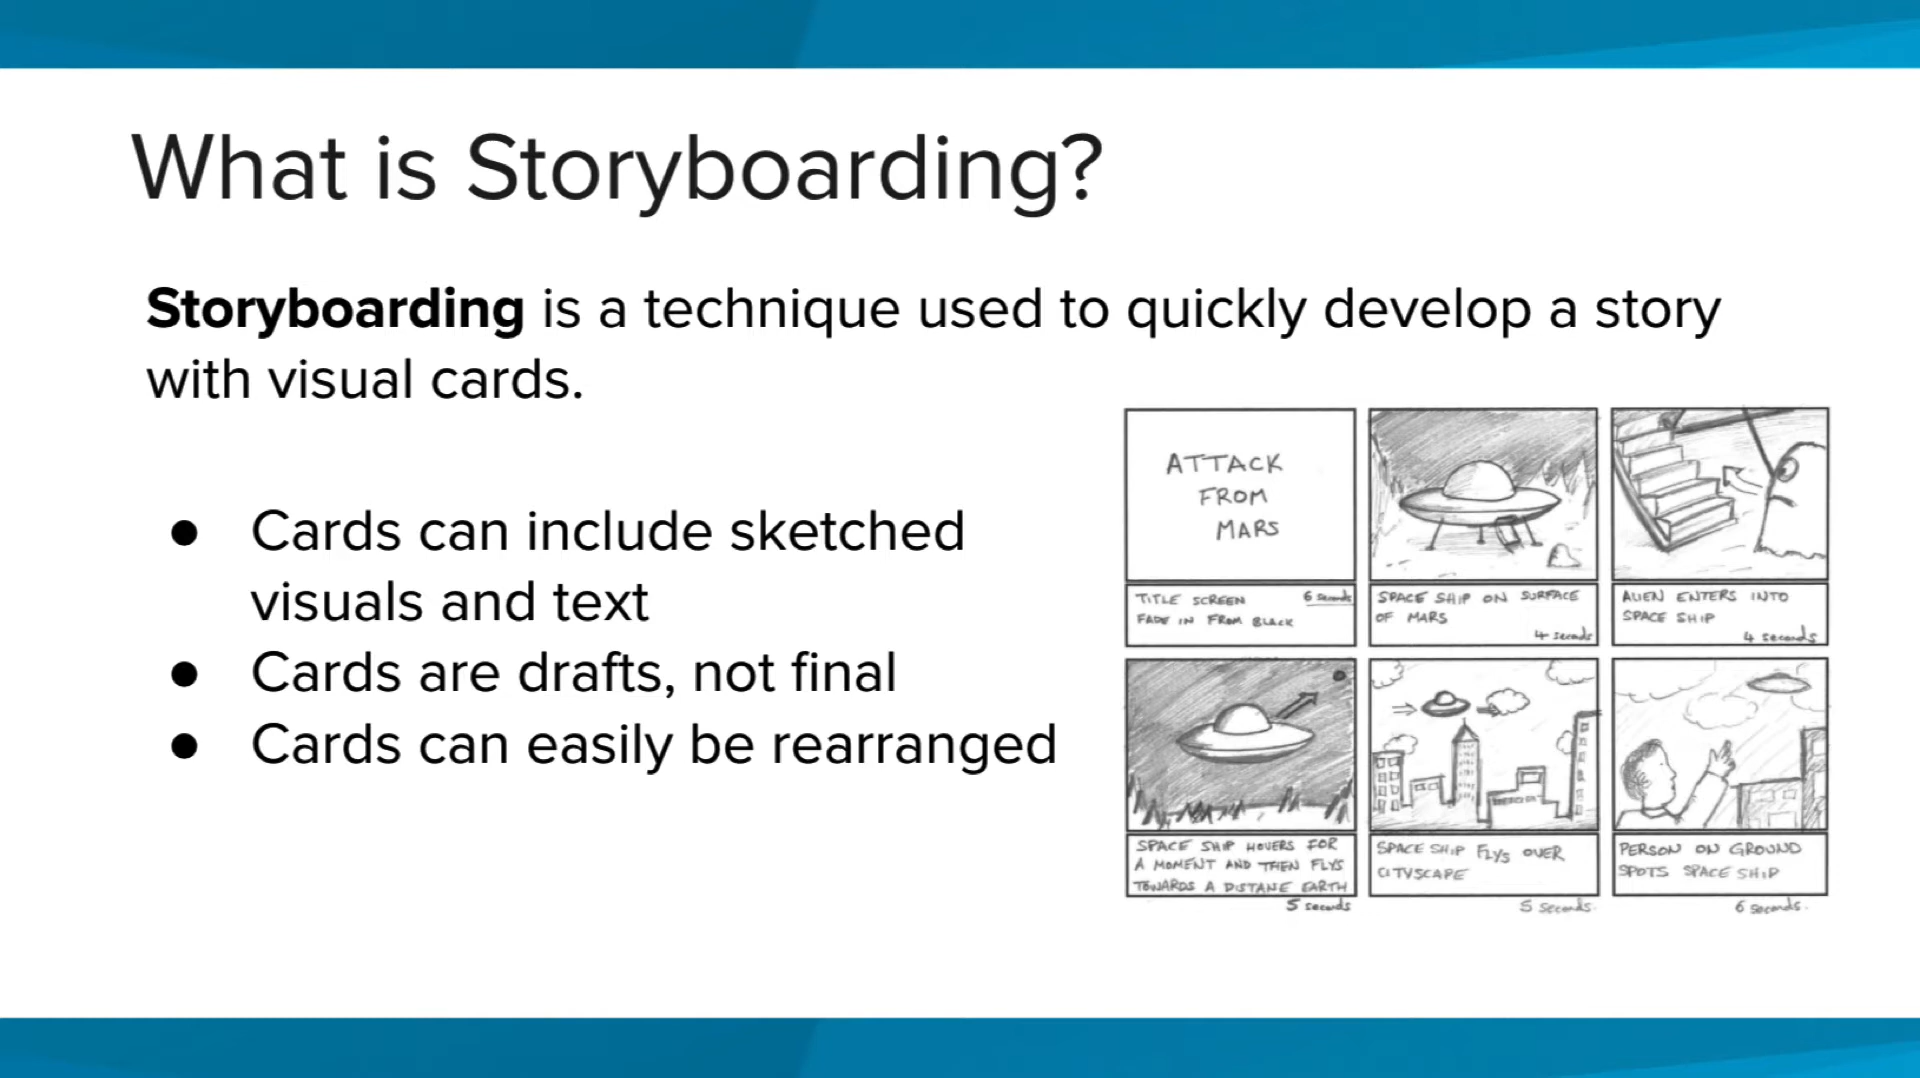 What is Storyboarding?
Storyboarding is a technique used to quickly develop a story
with visual cards.
● Cards can include sketched
visuals and text
● Cards are drafts, not final
● Cards can easily be rearranged
ATTACK
FROM
MARS
TITLE SCREEN 6 seconds
FADE IN FROM BLACK
SPACE SHIP ON SURFACE
OF MARS
4 seconds
ALIEN ENTERS INTO
SPACE SHIP
4 seconds
SPACE SHIP HOVERS FOR
A MOMENT AND THEN FLYS
TOWARDS A DISTANE EARTH
5 seconds
SPACE SHIP FLYS OVER
CITYSCAPE
5 seconds.
PERSON ON GROUND
SPOTS SPACE SHIP
6 seconds.